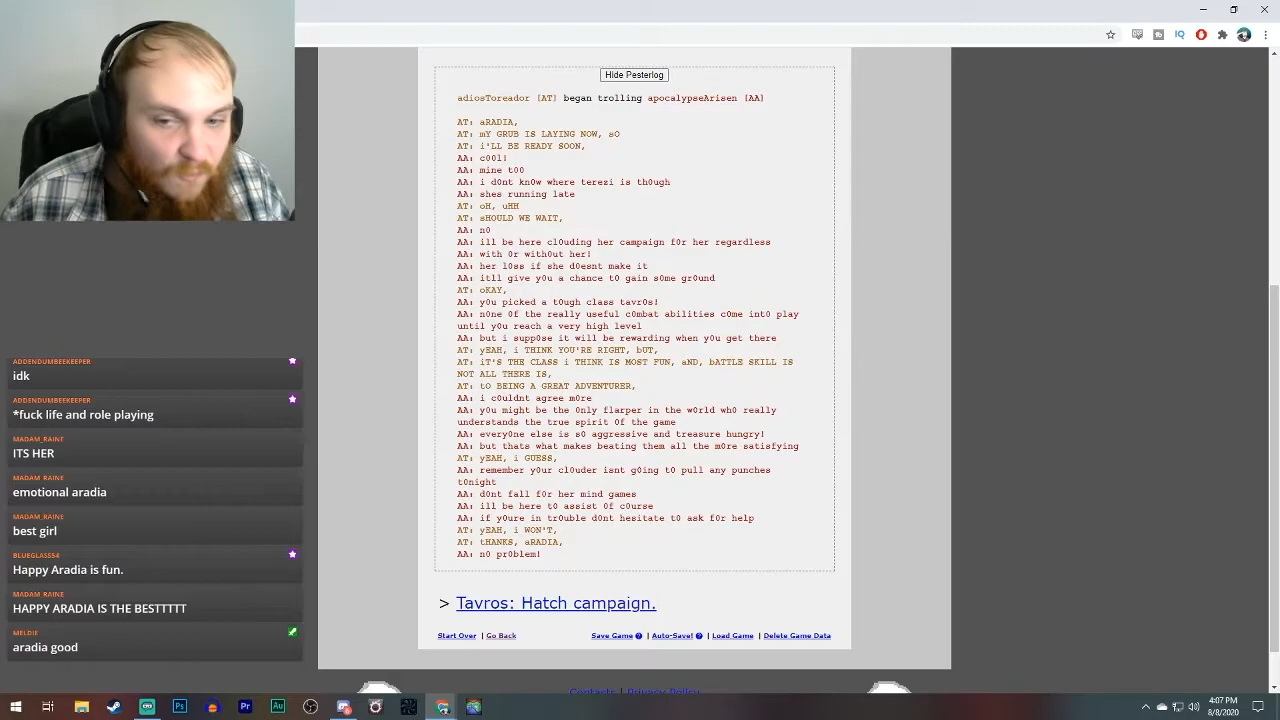 Hide Pesterlog
adiosToreador [AT] began trolling apocalypseArisen [AA]
AT: aRADIA,
AT: mY GRUB IS LAYING NOW, sO
AT: i'LL BE READY SOON,
AA: c00l!
AA: mine t00
AA: i d0nt kn0w where terezi is th0ugh
AA: shes running late
AT: oH, uHH
AT: sHOULD WE WAIT,
AA: n0
AA: ill be here cl0uding her campaign f0r her regardless
AA: with 0r with0ut her!
AA: her l0ss if she d0esnt make it
AA: itll give y0u a chance t0 gain s0me gr0und
AT: oKAY,
AA: y0u picked a t0ugh class tavr0s!
AA: n0ne 0f the really useful c0mbat abilities c0me int0 play
until y0u reach a very high level
AA: but i supp0se it will be rewarding when y0u get there
AT: yEAH, i THINK YOU'RE RIGHT, bUT,
AT: iT'S THE CLASS i THINK IS MOST FUN, aND, bATTLE SKILL IS
NOT ALL THERE IS,
AT: tO BEING A GREAT ADVENTURER,
AA: i c0uldnt agree m0re
AA: y0u might be the 0nly flarper in the w0rld wh0 really
understands the true spirit 0f the game
AA: every0ne else is s0 aggressive and treasure hungry!
AA: but thats what makes beating them all the m0re satisfying
AT: yEAH, i GUESS,
AA: remember y0ur cl0uder isnt g0ing t0 pull any punches
t0night
AA: d0nt fall f0r her mind games
AA: ill be here t0 assist 0f c0urse
AA: if y0ure in tr0uble d0nt hesitate t0 ask f0r help
AT: yEAH, i WON'T,
AT: tHANKS, aRADIA,
AA: n0 pr0blem!
> Tavros: Hatch campaign.
Start Over | Go Back Save Game ? | Auto-Save! ? | Load Game | Delete Game Data
Contacts | Privacy Policy
ADDENDUMBEEKEEPER
idk
ADDENDUMBEEKEEPER
*fuck life and role playing
MADAM_RAINE
ITS HER
MADAM_RAINE
emotional aradia
MADAM_RAINE
best girl
BLUEGLASS54
Happy Aradia is fun.
MADAM_RAINE
HAPPY ARADIA IS THE BESTTTTT
MELDIE
aradia good
IQ
Ps
Pr
Au
4:07 PM
8/8/2020